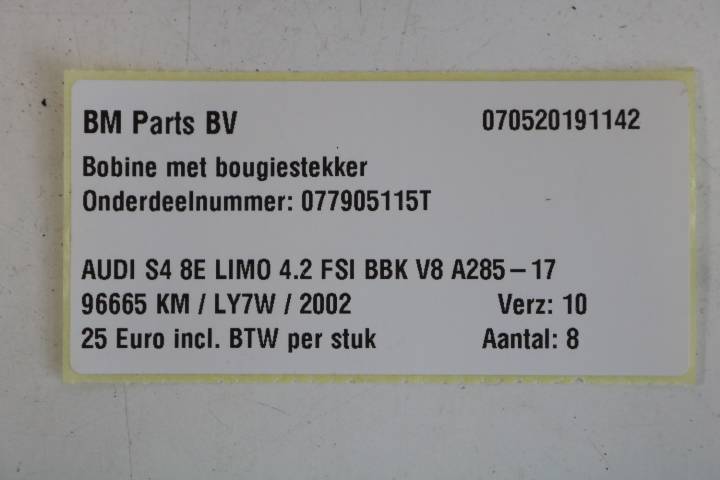 BM Parts BV 070520191142
Bobine met bougiestekker
Onderdeelnummer: 077905115T
AUDI S4 8E LIMO 4.2 FSI BBK V8 A285-17
96665 KM / LY7W / 2002 Verz: 10
25 Euro incl. BTW per stuk Aantal: 8